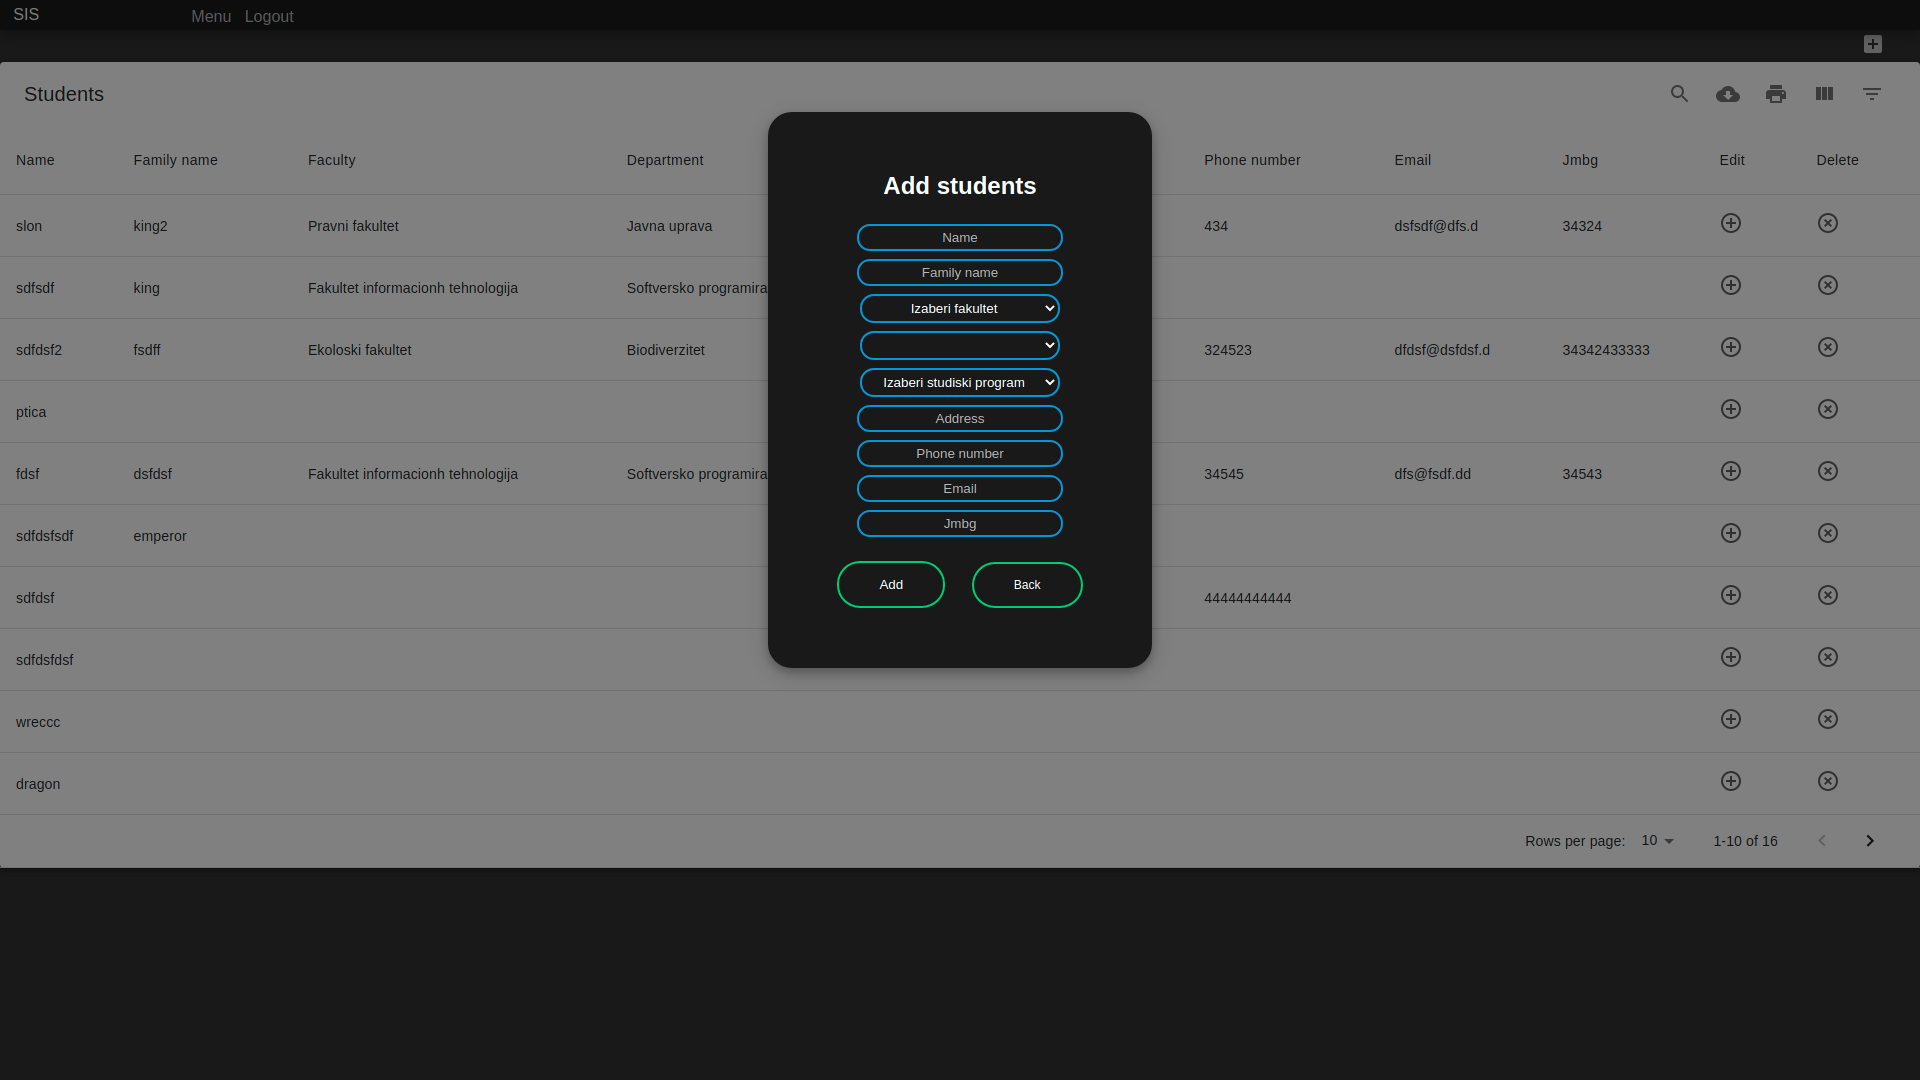 SIS Menu Logout
Students
Name Family name Faculty Department Phone number Email Jmbg Edit Delete
slon king2 Pravni fakultet Javna uprava 434 dsfsdf@dfs.d 34324
sdfsdf king Fakultet informacionh tehnologija Softversko programira
sdfdsf2 fsdff Ekoloski fakultet Biodiverzitet 324523 dfdsf@dsfdsf.d 34342433333
ptica
fdsf dsfdsf Fakultet informacionh tehnologija Softversko programira 34545 dfs@fsdf.dd 34543
sdfdsfsdf emperor
sdfdsf 44444444444
sdfdsfdsf
wreccc
dragon
Rows per page: 10 1-10 of 16
Add students
Name
Family name
Izaberi fakultet
Izaberi studiski program
Address
Phone number
Email
Jmbg
Add Back